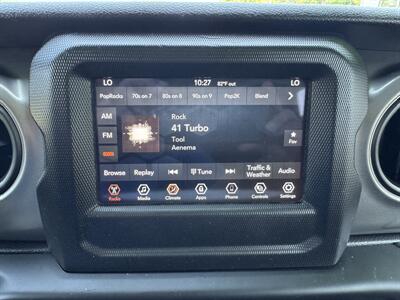 LO 10:27 82°F out LO
PopRocks 70s on 7 80s on 8 90s on 9 Pop2K Blend
AM
FM
Rock
41 Turbo
Tool
Aenema
Fav
Browse Replay Tune Traffic & Weather Audio
Radio Media Climate Apps Phone Controls Settings